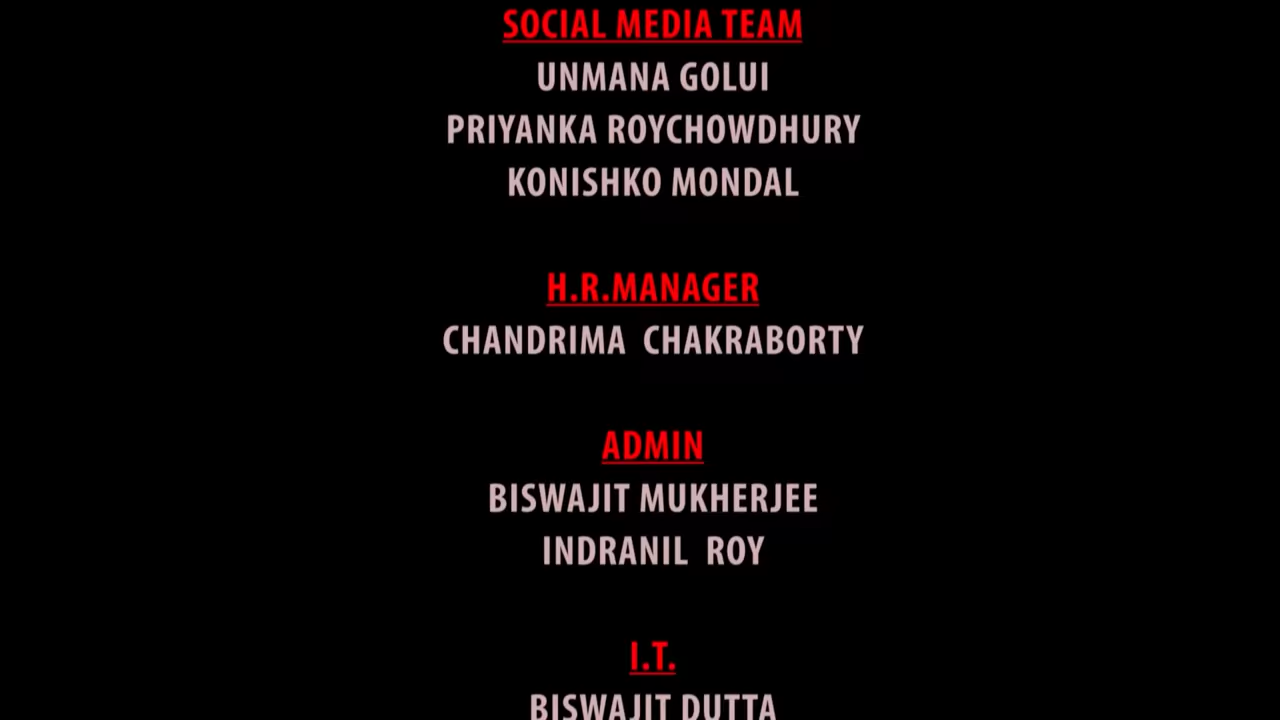 SOCIAL MEDIA TEAM
UNMANA GOLUI
PRIYANKA ROYCHOWDHURY
KONISHKO MONDAL
H.R.MANAGER
CHANDRIMA CHAKRABORTY
ADMIN
BISWAJIT MUKHERJEE
INDRANIL ROY
I.T.
BISWAJIT DUTTA